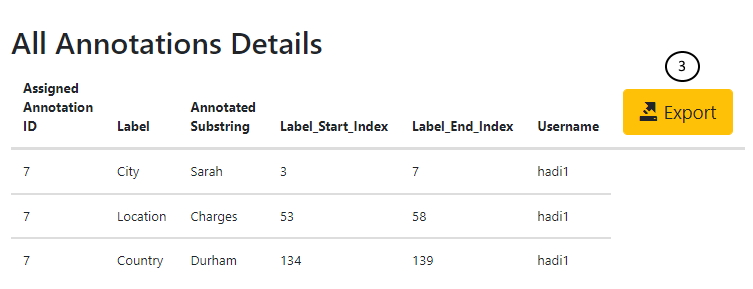 All Annotations Details
3
Export
Assigned Annotation ID Label Annotated Substring Label_Start_Index Label_End_Index Username
7 City Sarah 3 7 hadi1
7 Location Charges 53 58 hadi1
7 Country Durham 134 139 hadi1